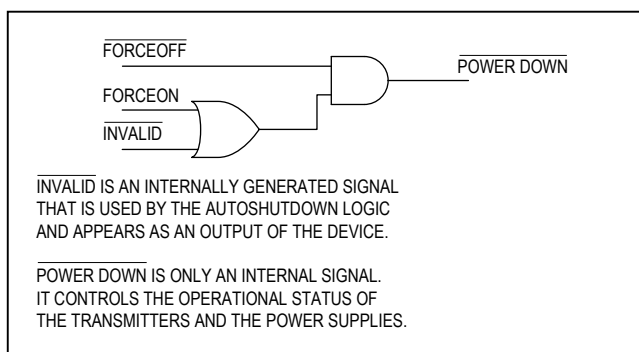 FORCEOFF
POWER DOWN
FORCEON
INVALID
INVALID IS AN INTERNALLY GENERATED SIGNAL
THAT IS USED BY THE AUTOSHUTDOWN LOGIC
AND APPEARS AS AN OUTPUT OF THE DEVICE.
POWER DOWN IS ONLY AN INTERNAL SIGNAL.
IT CONTROLS THE OPERATIONAL STATUS OF
THE TRANSMITTERS AND THE POWER SUPPLIES.